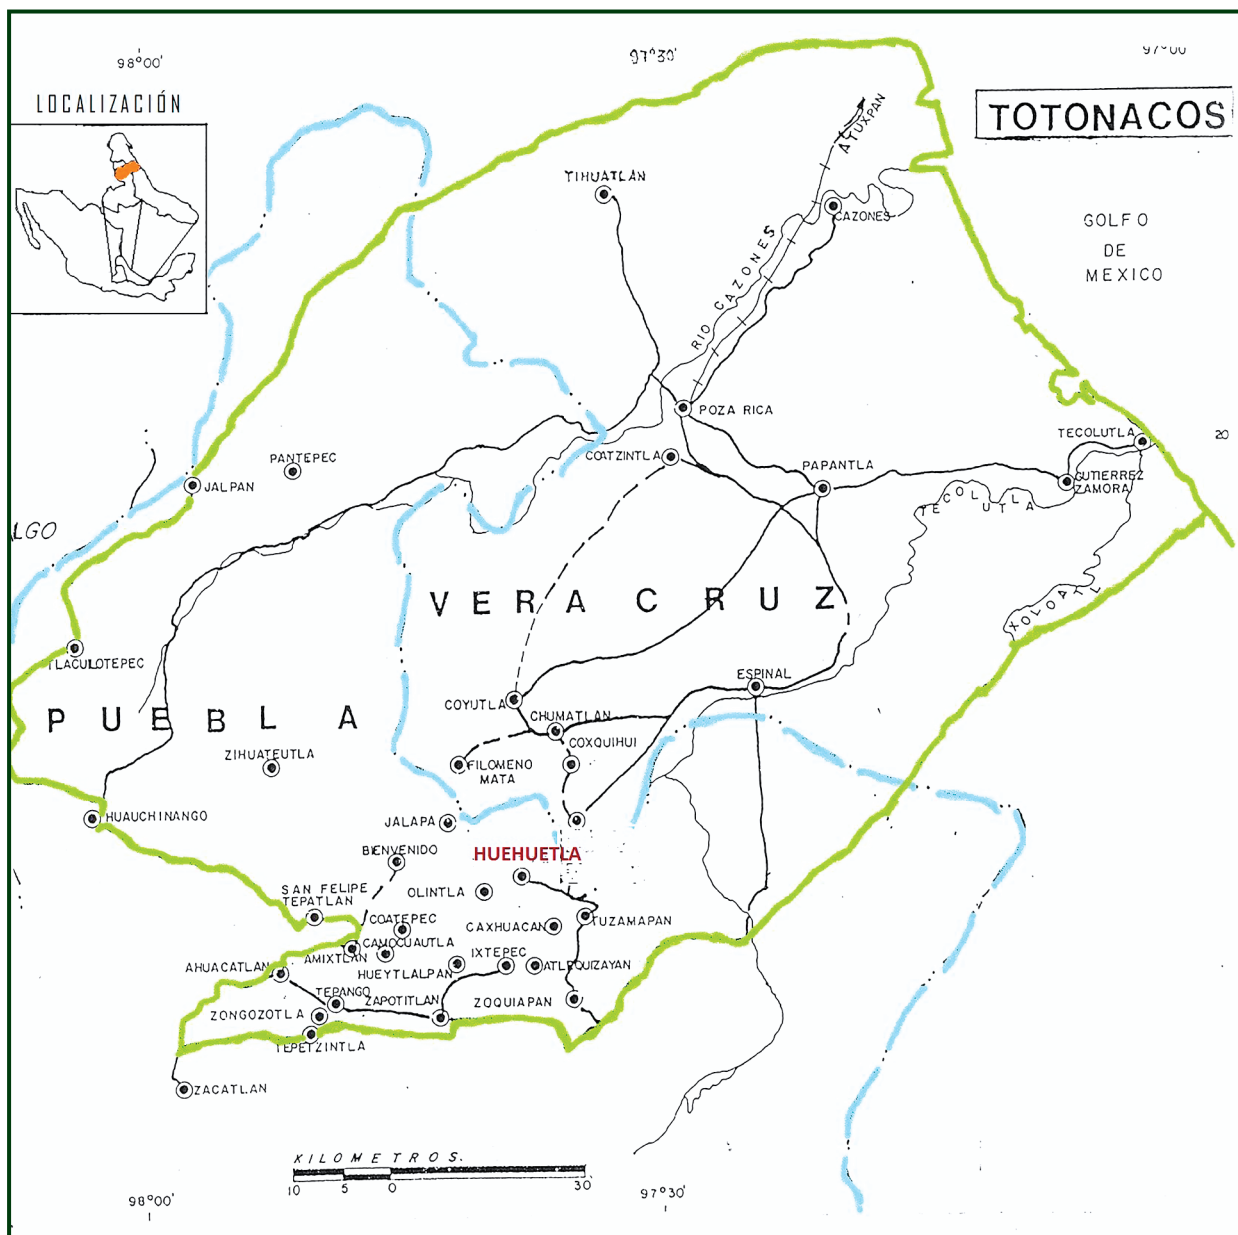 98°00'
97°30'
97°00
LOCALIZACIÓN
TOTONACOS
ATUXPAN
TIHUATLAN
CAZONES
GOLFO
DE
MEXICO
RIO CAZONES
POZA RICA
TECOLUTLA
20
PANTEPEC
COATZINTLA
PAPANTLA
JALPAN
GUTIERREZ
ZAMORA
TECOLUTLA
LGO
VERACRUZ
XOLOATL
TLACULOTEPEC
ESPINAL
COYUTLA
PUEBLA
CHUMATLAN
COXQUIHUI
ZIHUATEUTLA
FILOMENO
MATA
HUAUCHINANGO
JALAPA
BIENVENIDO
HUEHUETLA
SAN FELIPE
TEPATLAN
OLINTLA
COATEPEC
CAXHUACAN
TUZAMAPAN
CAMOCUAUTLA
AMIXTLAN
IXTEPEC
AHUACATLAN
HUEYTLALPAN
ATLEQUIZAYAN
TEPANGO
ZAPOTITLAN
ZOQUIAPAN
ZONGOZOTLA
TEPETZINTLA
ZACATLAN
KILOMETROS.
10 5 0 30
98°00'
97°30'